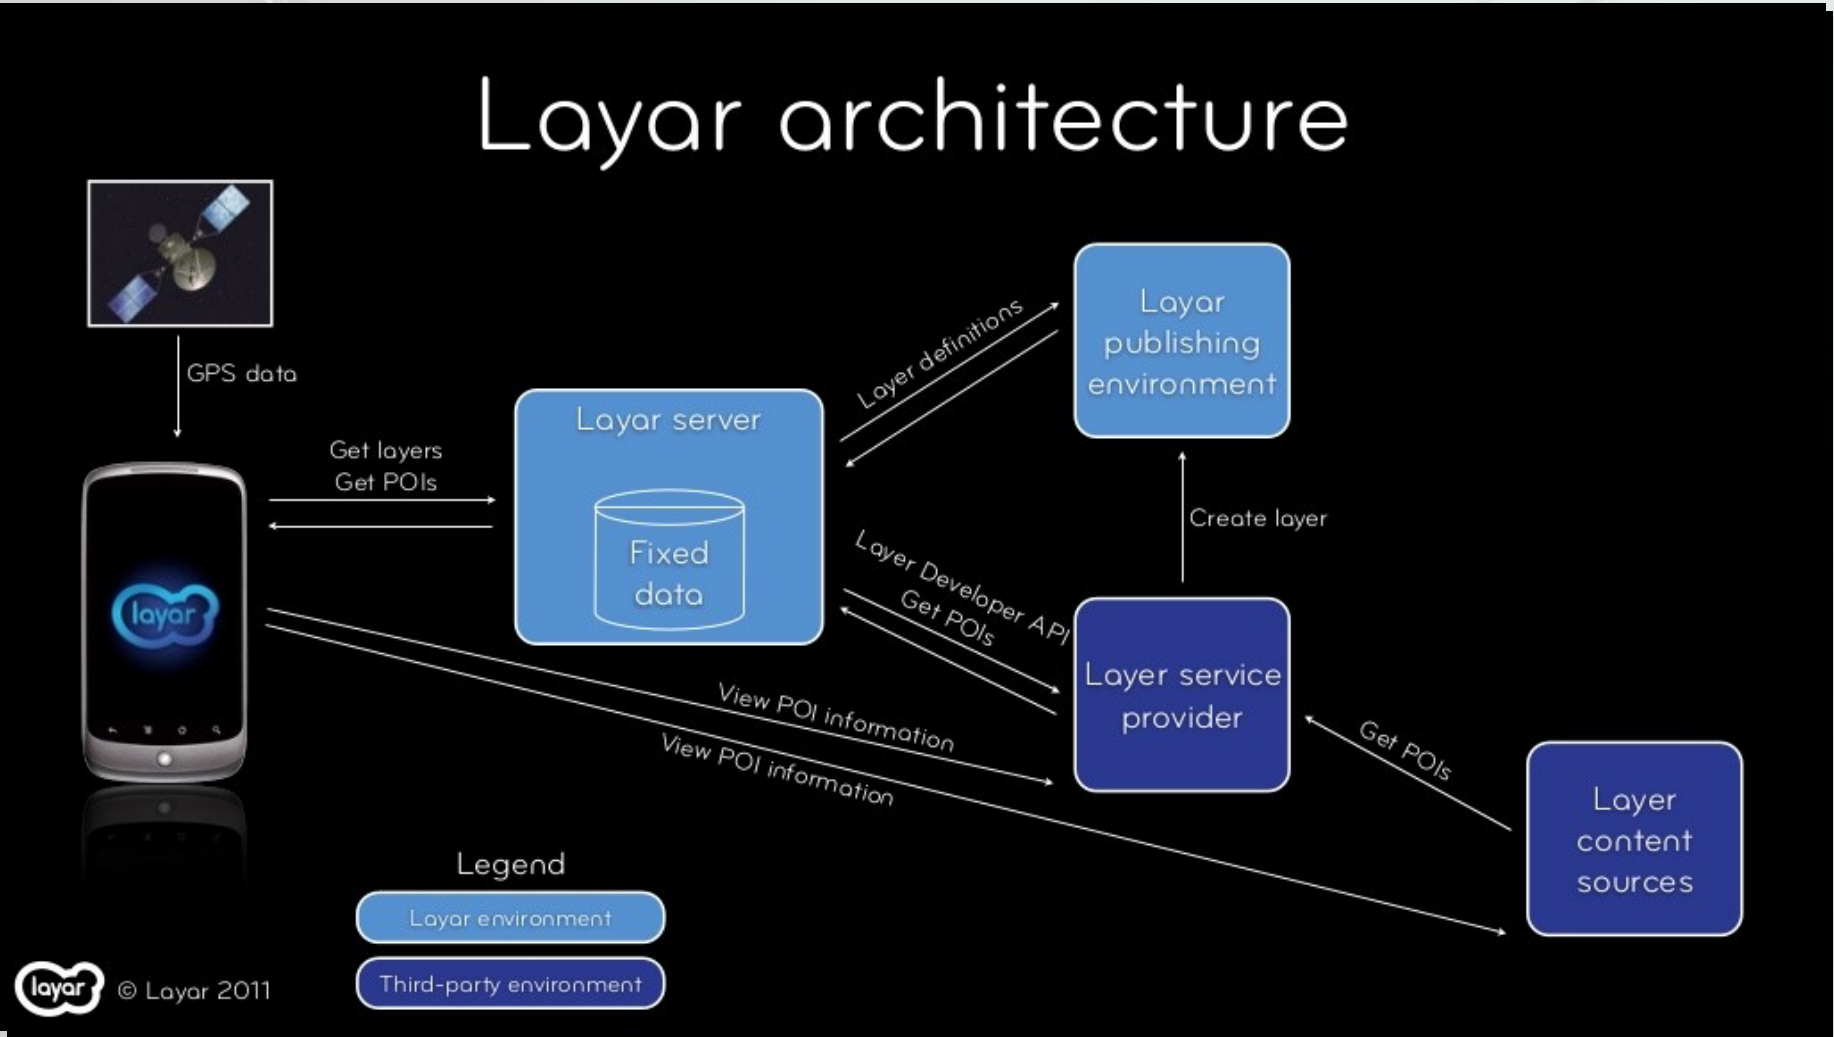 Layar architecture
GPS data
Get layers
Get POIs
layar
Layar server
Fixed
data
Layer definitions
Layar
publishing
environment
Create layer
Layer Developer API
Get POIs
Layer service
provider
View POI information
View POI information
Get POIs
Layer
content
sources
Legend
Layar environment
Third-party environment
layar
© Layar 2011